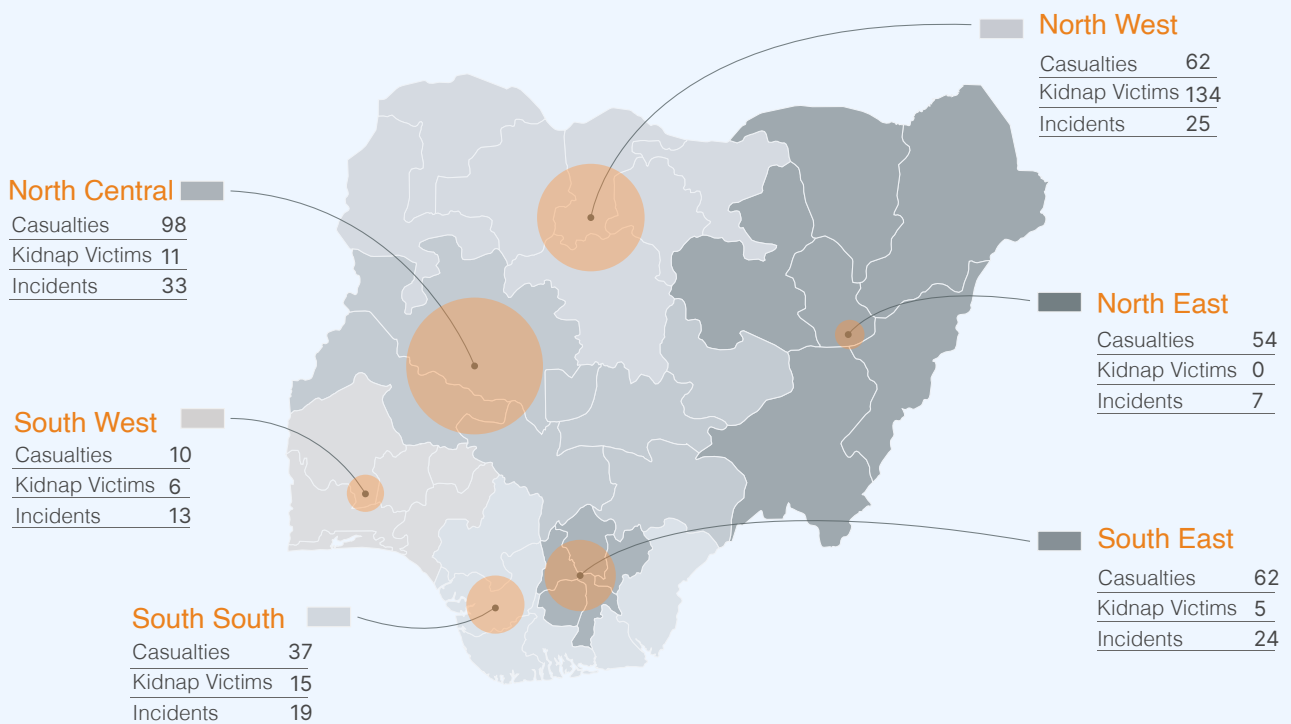 North West
Casualties 62
Kidnap Victims 134
Incidents 25
North Central
Casualties 98
Kidnap Victims 11
Incidents 33
North East
Casualties 54
Kidnap Victims 0
Incidents 7
South West
Casualties 10
Kidnap Victims 6
Incidents 13
South East
Casualties 62
Kidnap Victims 5
Incidents 24
South South
Casualties 37
Kidnap Victims 15
Incidents 19